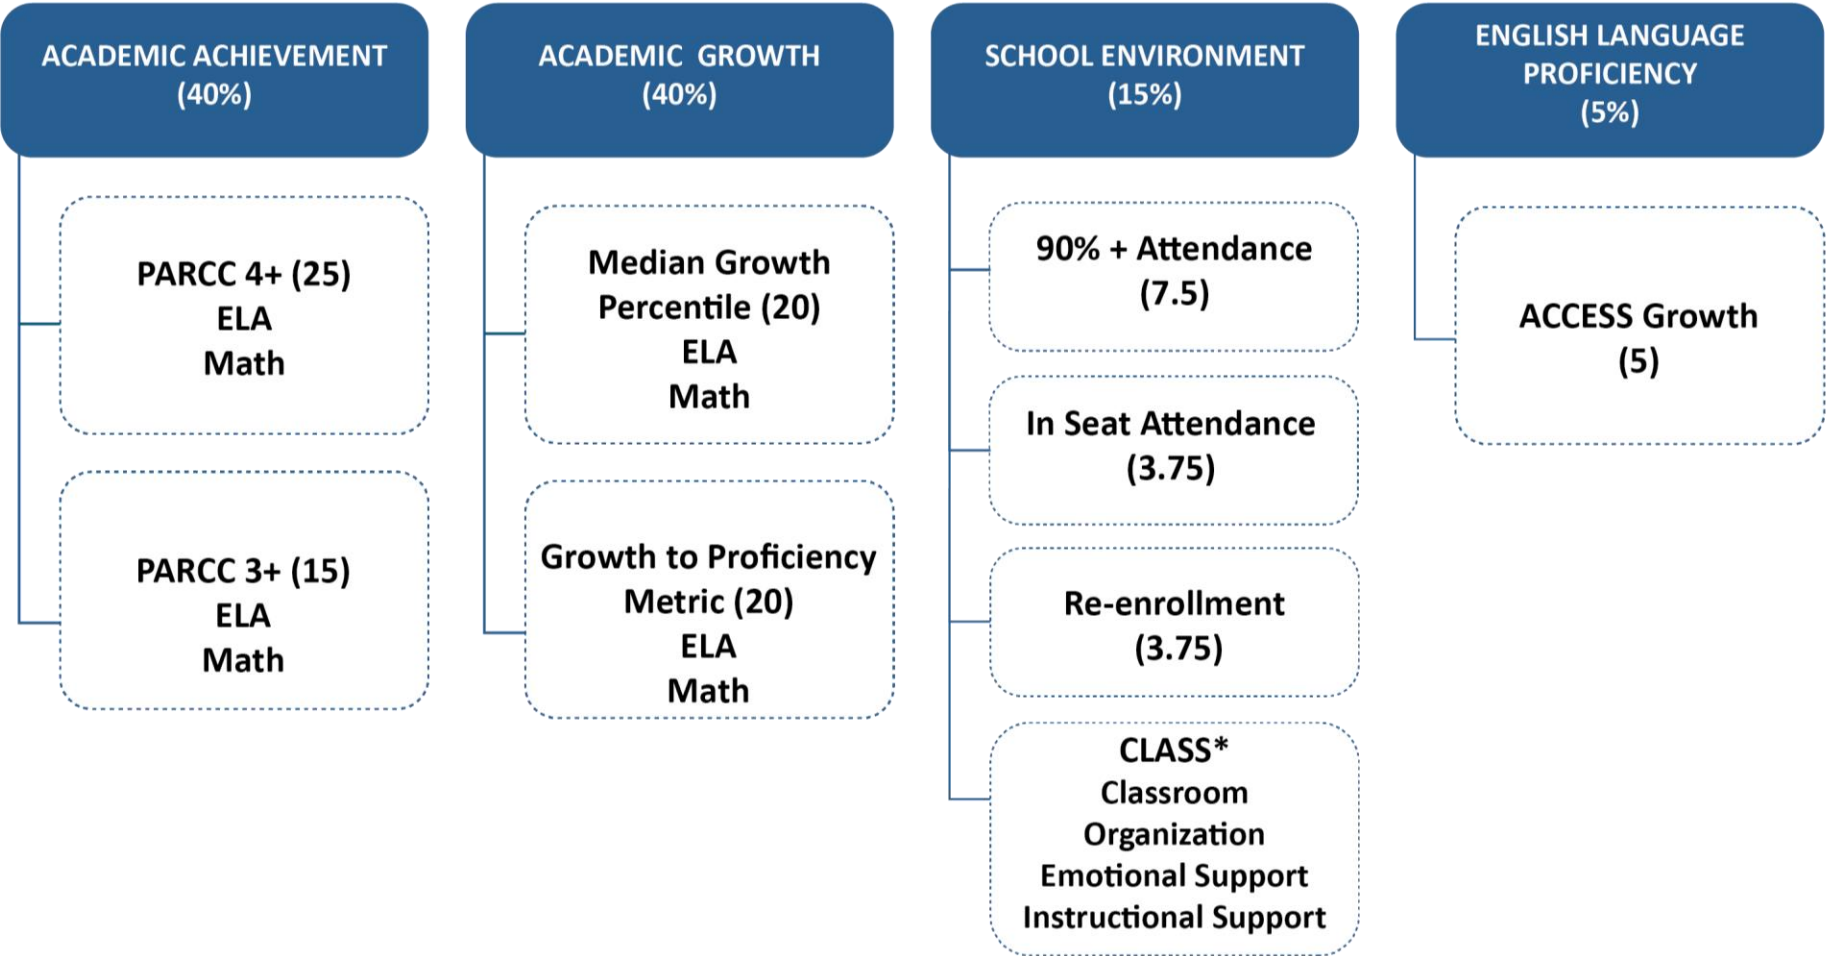 ACADEMIC ACHIEVEMENT
(40%)
PARCC 4+ (25)
ELA
Math
PARCC 3+ (15)
ELA
Math
ACADEMIC GROWTH
(40%)
Median Growth
Percentile (20)
ELA
Math
Growth to Proficiency
Metric (20)
ELA
Math
SCHOOL ENVIRONMENT
(15%)
90% + Attendance
(7.5)
In Seat Attendance
(3.75)
Re-enrollment
(3.75)
CLASS*
Classroom
Organization
Emotional Support
Instructional Support
ENGLISH LANGUAGE
PROFICIENCY
(5%)
ACCESS Growth
(5)